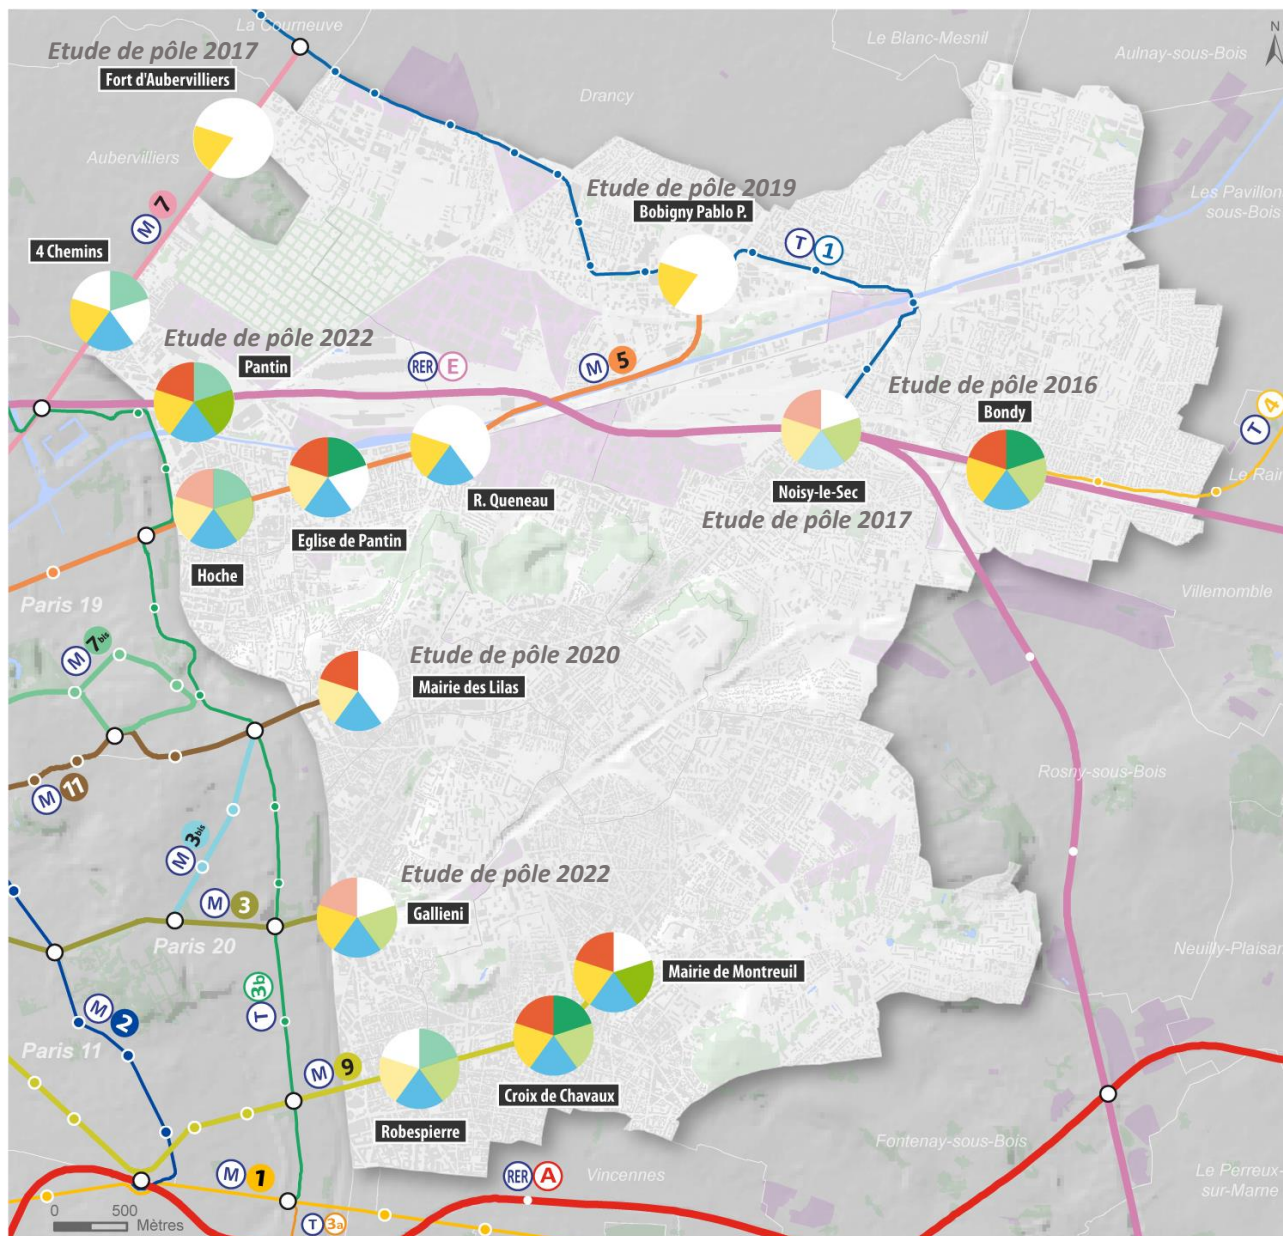 La Courneuve
Le Blanc-Mesnil
Aulnay-sous-Bois
N
Etude de pôle 2017
Fort d'Aubervilliers
Drancy
Aubervilliers
Etude de pôle 2019
Bobigny Pablo P.
Les Pavillon
sous-Bois
M 7
4 Chemins
T 1
Etude de pôle 2022
Pantin
RER E
M 5
Etude de pôle 2016
Bondy
T 4
Le Rain
R. Queneau
Noisy-le-Sec
Etude de pôle 2017
Eglise de Pantin
Hoche
Paris 19
Villemomble
M 7bis
Etude de pôle 2020
Mairie des Lilas
M 11
Rosny-sous-Bois
M 3bis
Etude de pôle 2022
M 3
Gallieni
Paris 20
Neuilly-Plaisan
Mairie de Montreuil
T 3b
M 2
Paris 11
M 9
Croix de Chavaux
Robespierre
Fontenay-sous-Bois
Vincennes
M 1
RER A
Le Perreux-
sur-Marne
0 500
Mètres
T 3a